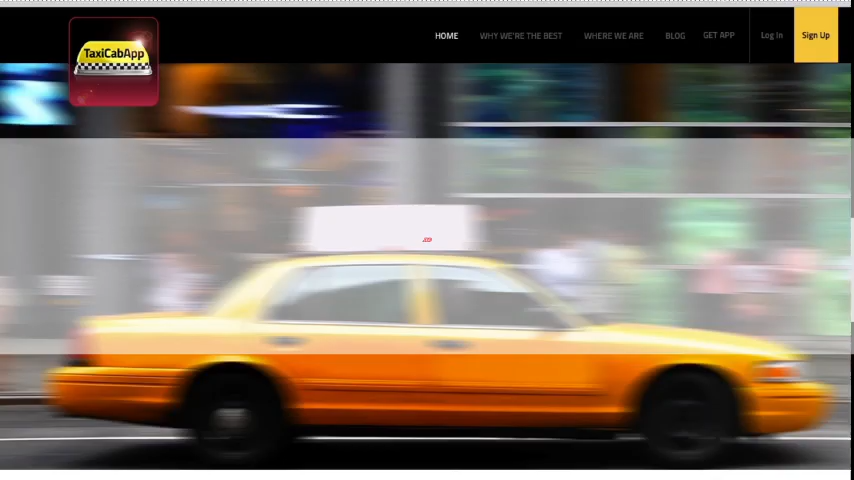 TaxiCabApp
HOME WHY WE'RE THE BEST WHERE WE ARE BLOG GET APP Log In Sign Up